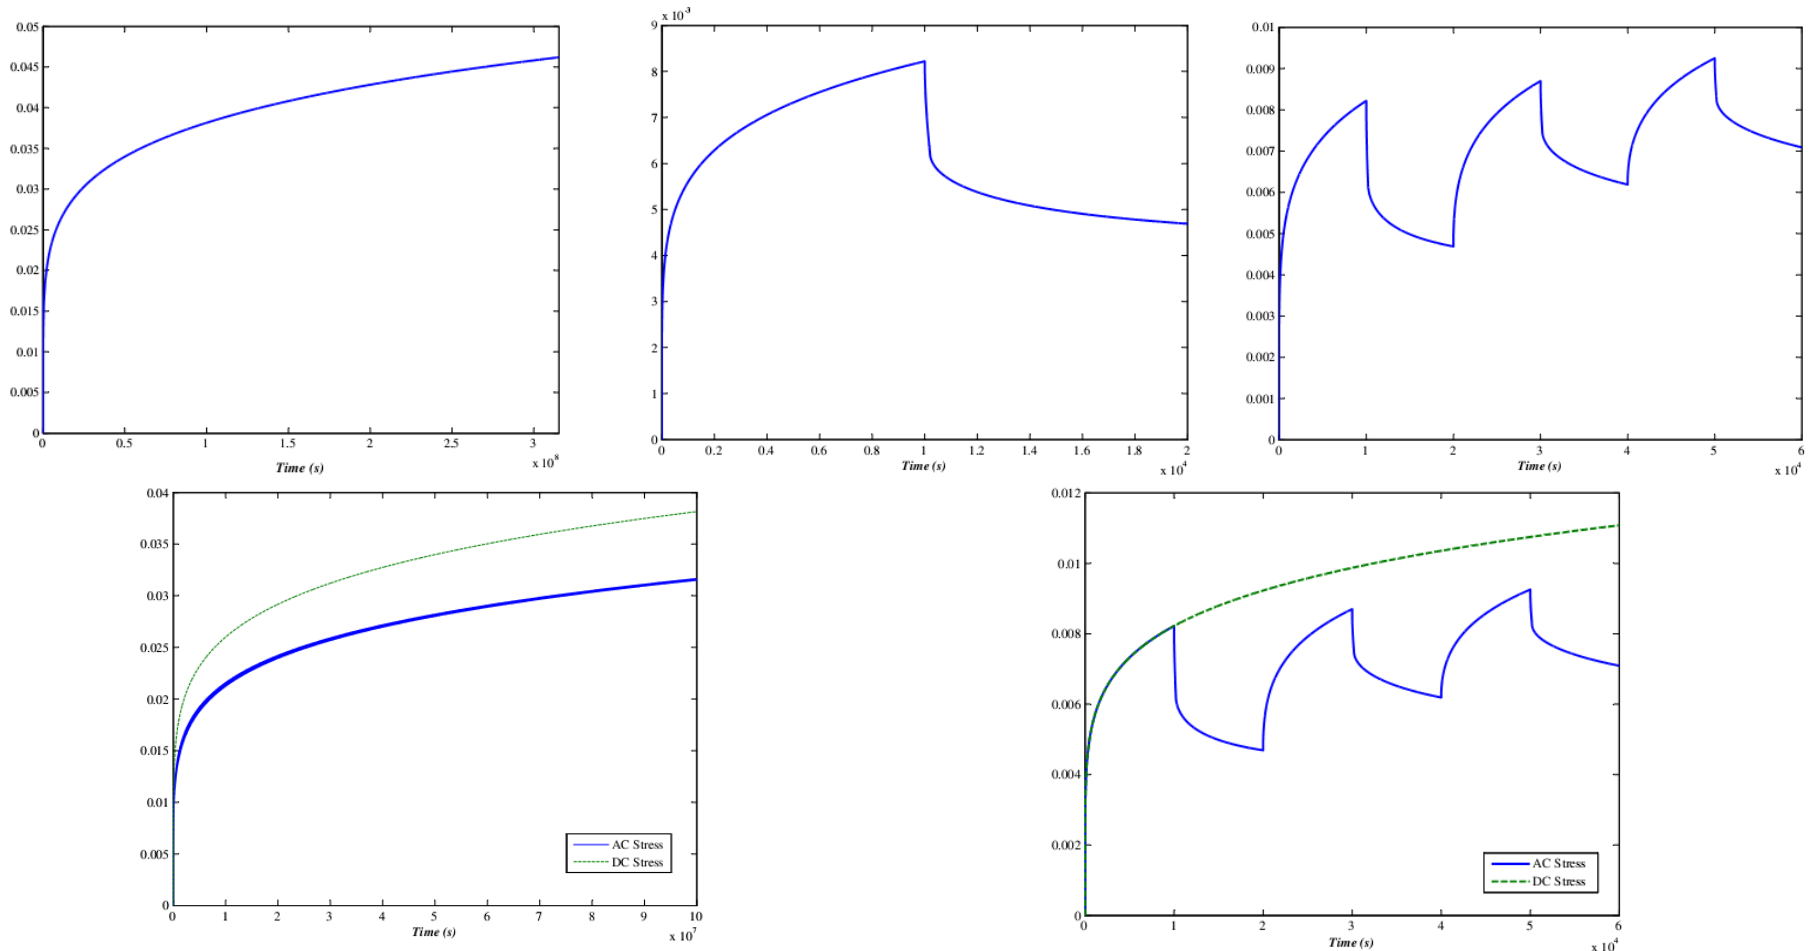 0.05
0.045
0.04
0.035
0.03
0.025
0.02
0.015
0.01
0.005
0
0 0.5 1 1.5 2 2.5 3
Time (s)
x 10^8
x 10^-3
9
8
7
6
5
4
3
2
1
0
0 0.2 0.4 0.6 0.8 1 1.2 1.4 1.6 1.8 20
Time (s)
x 10^4
0.01
0.009
0.008
0.007
0.006
0.005
0.004
0.003
0.002
0.001
0
0 1 2 3 4 5 6
Time (s)
x 10^4
0.04
0.035
0.03
0.025
0.02
0.015
0.01
0.005
0
0 1 2 3 4 5 6 7 8 9 10
Time (s)
x 10^7
AC Stress
DC Stress
0.012
0.01
0.008
0.006
0.004
0.002
0
0 1 2 3 4 5 6
Time (s)
x 10^4
AC Stress
DC Stress